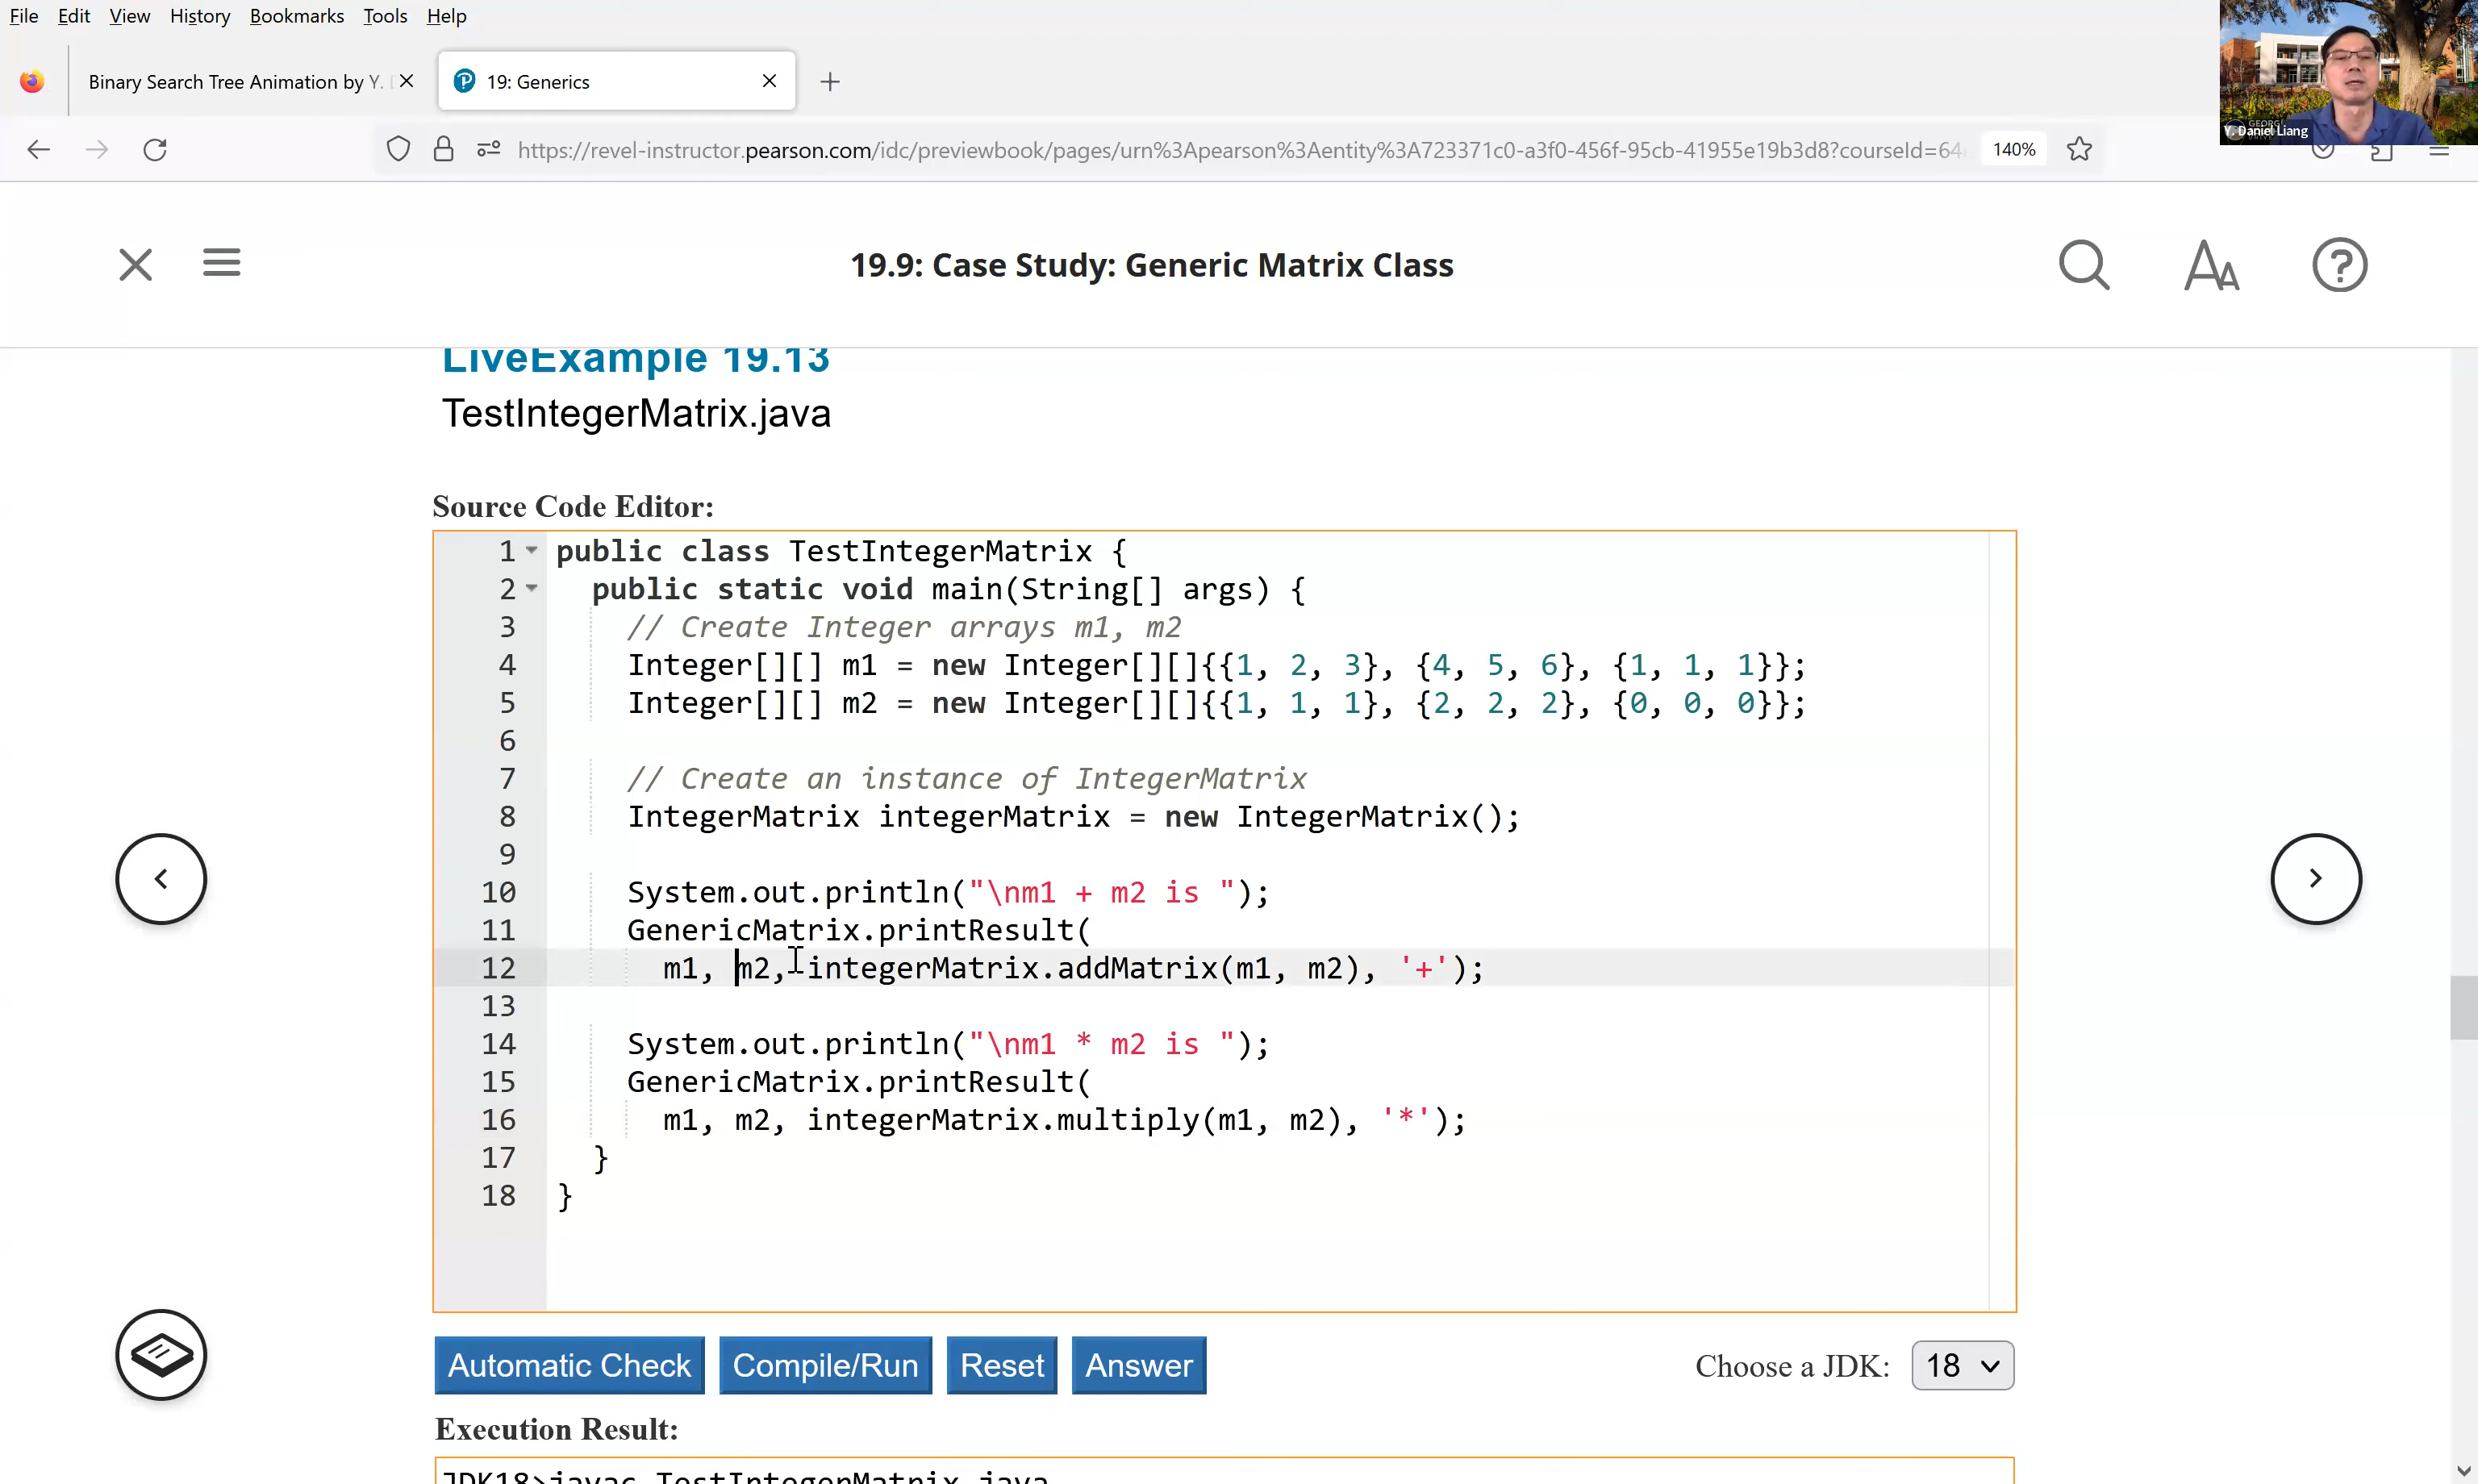 File Edit View History Bookmarks Tools Help
Binary Search Tree Animation by Y.
19: Generics
https://revel-instructor.pearson.com/idc/previewbook/pages/urn%3Apearson%3Aentity%3A723371c0-a3f0-456f-95cb-41955e19b3d8?courseId=64
140%
Y. Daniel Liang
19.9: Case Study: Generic Matrix Class
LiveExample 19.13
TestIntegerMatrix.java
Source Code Editor:
1 public class TestIntegerMatrix {
2 public static void main(String[] args) {
3 // Create Integer arrays m1, m2
4 Integer[][] m1 = new Integer[][]{{1, 2, 3}, {4, 5, 6}, {1, 1, 1}};
5 Integer[][] m2 = new Integer[][]{{1, 1, 1}, {2, 2, 2}, {0, 0, 0}};
6
7 // Create an instance of IntegerMatrix
8 IntegerMatrix integerMatrix = new IntegerMatrix();
9
10 System.out.println("\nm1 + m2 is ");
11 GenericMatrix.printResult(
12 m1, m2, integerMatrix.addMatrix(m1, m2), '+');
13
14 System.out.println("\nm1 * m2 is ");
15 GenericMatrix.printResult(
16 m1, m2, integerMatrix.multiply(m1, m2), '*');
17 }
18 }
Automatic Check Compile/Run Reset Answer Choose a JDK: 18
Execution Result:
JDK18>javac TestIntegerMatrix.java